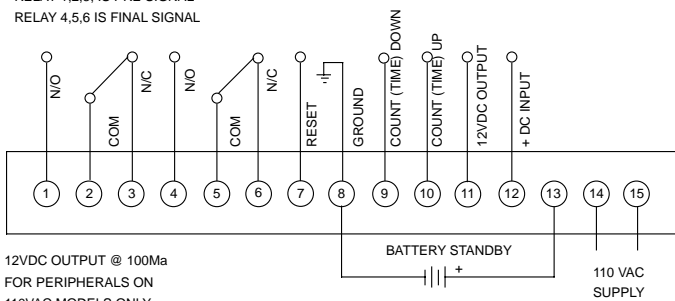 RELAY 4,5,6 IS FINAL SIGNAL
N/O
COM
N/C
N/O
COM
N/C
RESET
GROUND
COUNT (TIME) DOWN
COUNT (TIME) UP
12VDC OUTPUT
+ DC INPUT
1 2 3 4 5 6 7 8 9 10 11 12 13 14 15
12VDC OUTPUT @ 100Ma
FOR PERIPHERALS ON
BATTERY STANDBY
+
110 VAC
SUPPLY